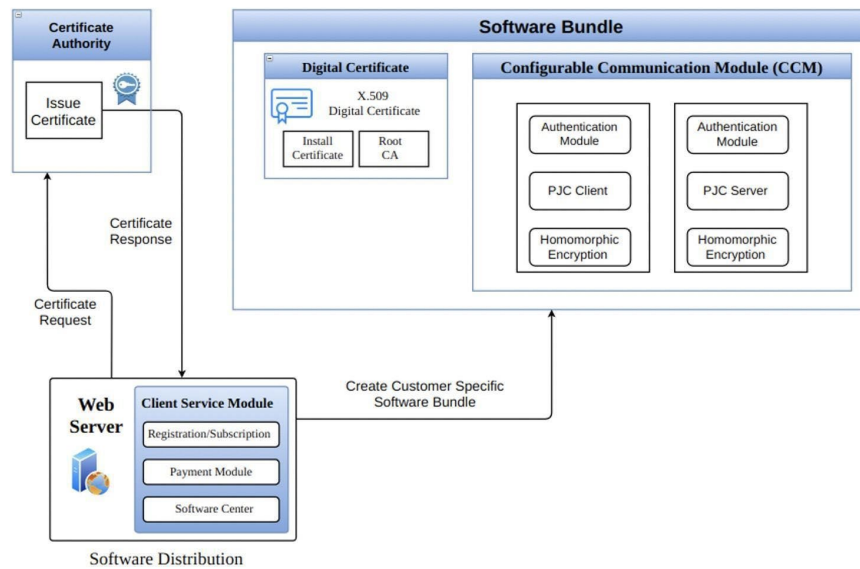 Certificate
Authority
Issue
Certificate
Certificate
Response
Certificate
Request
Software Bundle
Digital Certificate
X.509
Digital Certificate
Install
Certificate
Root
CA
Configurable Communication Module (CCM)
Authentication
Module
PJC Client
Homomorphic
Encryption
Authentication
Module
PJC Server
Homomorphic
Encryption
Create Customer Specific
Software Bundle
Web
Server
Client Service Module
Registration/Subscription
Payment Module
Software Center
Software Distribution